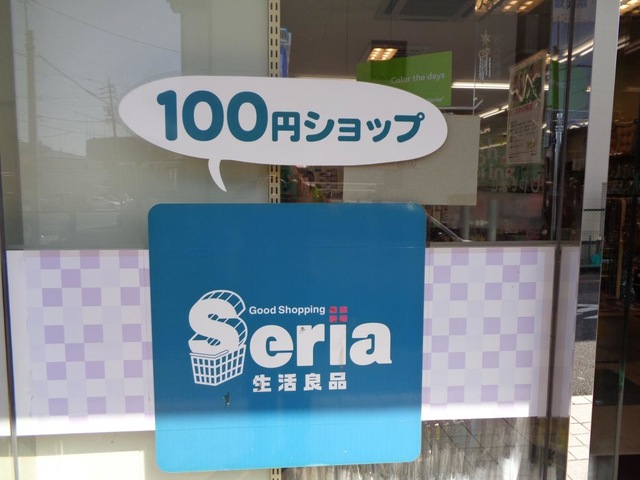 Color the days
100円ショップ
Good Shopping
Seria
生活良品